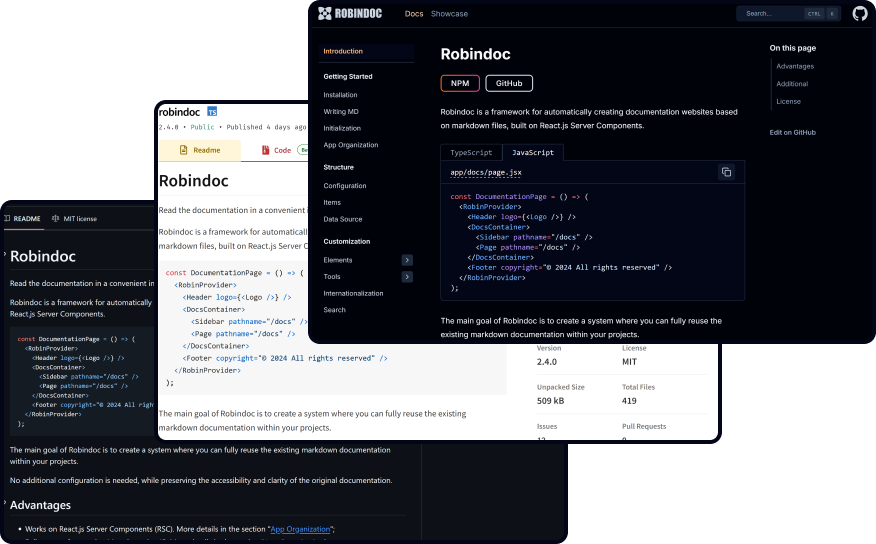 ROBINDOC
Docs
Showcase
Search...
CTRL
K
Introduction
Getting Started
Installation
Writing MD
Initialization
App Organization
Structure
Configuration
Items
Data Source
Customization
Elements
Tools
Internationalization
Search
Robindoc
NPM
GitHub
Robindoc is a framework for automatically creating documentation websites based
on markdown files, built on React.js Server Components.
TypeScript
JavaScript
app/docs/page.jsx
const DocumentationPage = () => (
<RobinProvider>
<Header logo={<Logo />} />
<DocsContainer>
<Sidebar pathname="/docs" />
<Page pathname="/docs" />
</DocsContainer>
<Footer copyright="© 2024 All rights reserved" />
</RobinProvider>
);
The main goal of Robindoc is to create a system where you can fully reuse the
existing markdown documentation within your projects.
On this page
Advantages
Additional
License
Edit on GitHub
robindoc TS
2.4.0 • Public • Published 4 days ago
Readme
Code
Be
Robindoc
Read the documentation in a convenient i
Robindoc is a framework for automatically
markdown files, built on React.js Server C
const DocumentationPage = () => (
<RobinProvider>
<Header logo={<Logo />} />
<DocsContainer>
<Sidebar pathname="/docs" />
<Page pathname="/docs" />
</DocsContainer>
<Footer copyright="© 2024 All rights reserved" />
</RobinProvider>
);
The main goal of Robindoc is to create a system where you can fully reuse the existing
markdown documentation within your projects.
Version
License
2.4.0
MIT
Unpacked Size
Total Files
509 kB
419
Issues
Pull Requests
README
MIT license
Robindoc
Read the documentation in a convenient in
Robindoc is a framework for automatically
React.js Server Components.
const DocumentationPage = () => (
<RobinProvider>
<Header logo={<Logo />} />
<DocsContainer>
<Sidebar pathname="/docs" />
<Page pathname="/docs" />
</DocsContainer>
<Footer copyright="© 2024 All righ
</RobinProvider>
);
The main goal of Robindoc is to create a system where you can fully reuse the existing markdown documentation
within your projects.
No additional configuration is needed, while preserving the accessibility and clarity of the original documentation.
Advantages
• Works on React.js Server Components (RSC). More details in the section "App Organization";